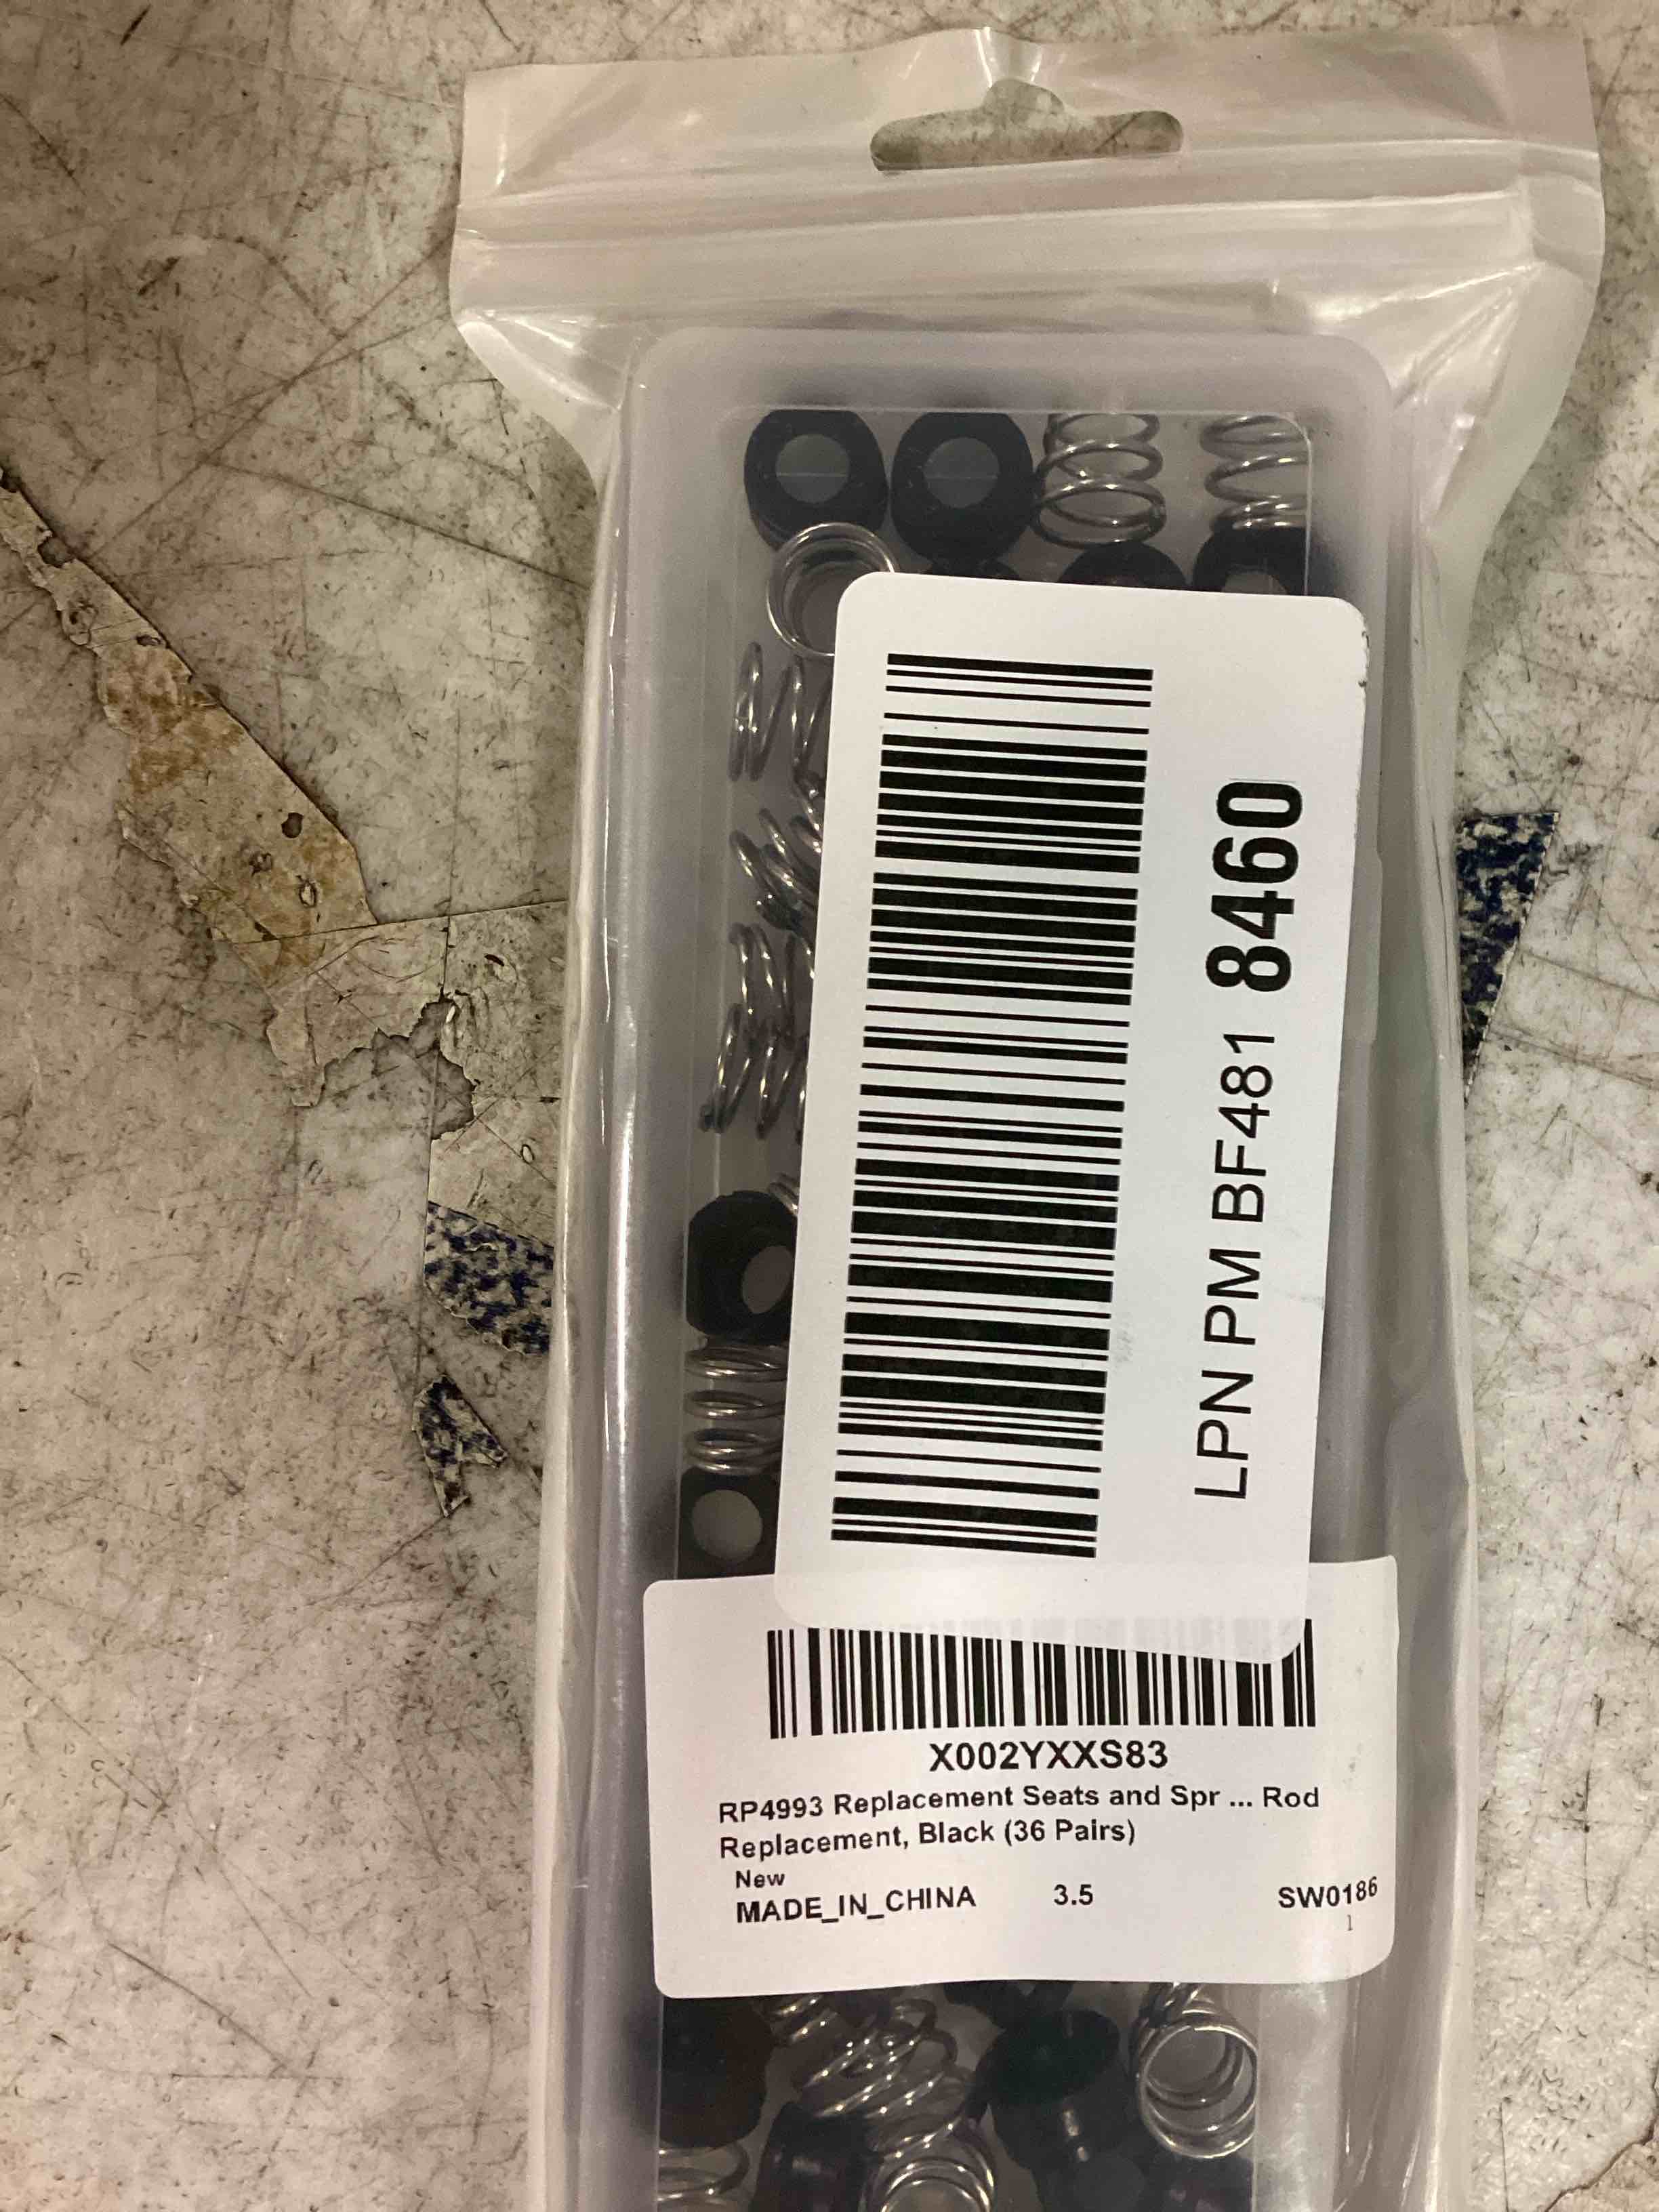 LPN PM BF481 8460
X002YXXS83
RP4993 Replacement Seats and Spr ... Rod
Replacement, Black (36 Pairs)
New
MADE_IN_CHINA 3.5 SW0186
1